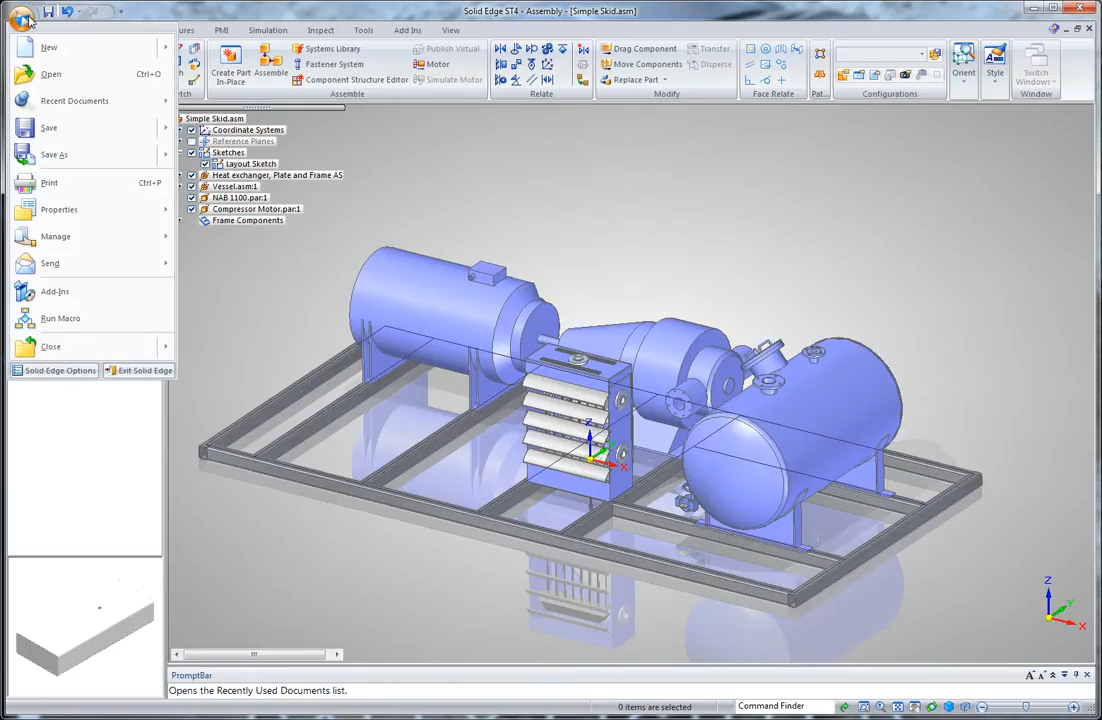 Solid Edge ST4 - Assembly - [Simple Skid.asm]
ures PMI Simulation Inspect Tools Add Ins View
New
Open Ctrl+O
Recent Documents
Save
Save As
Print Ctrl+P
Properties
Manage
Send
Add-Ins
Run Macro
Close
Solid Edge Options Exit Solid Edge
Create Part In-Place
Assemble
Systems Library
Fastener System
Component Structure Editor
Publish Virtual
Motor
Simulate Motor
Assemble
Relate
Drag Component
Move Components
Replace Part
Transfer
Disperse
Modify
Face Relate
Pat...
Configurations
Orient
Style
Switch Windows
Window
Simple Skid.asm
Coordinate Systems
Reference Planes
Sketches
Layout Sketch
Heat exchanger, Plate and Frame AS
Vessel.asm:1
NAB 1100.par:1
Compressor Motor.par:1
Frame Components
Z
X
Z
Y
X
PromptBar
Opens the Recently Used Documents list.
0 items are selected
Command Finder